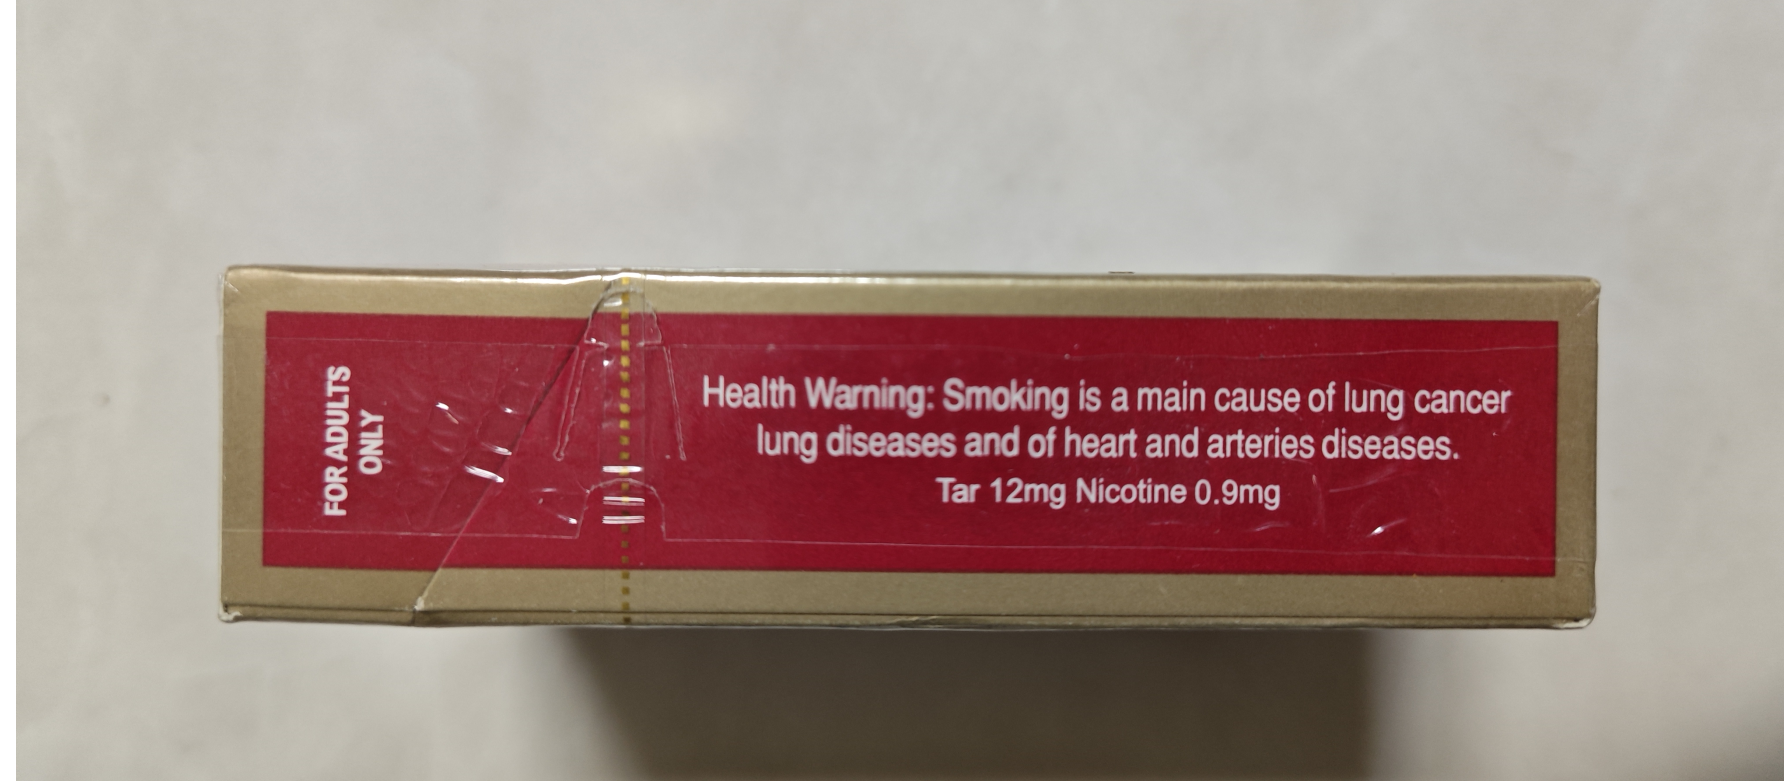 FOR ADULTS
ONLY
Health Warning: Smoking is a main cause of lung cancer
lung diseases and of heart and arteries diseases.
Tar 12mg Nicotine 0.9mg